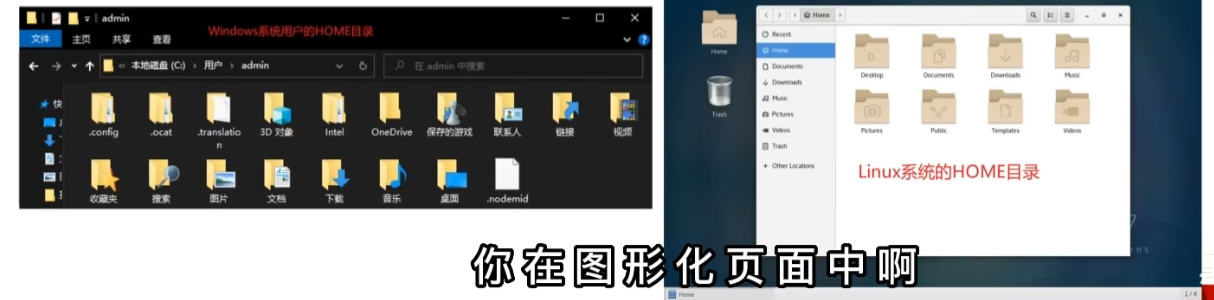 admin
Windows系统用户的HOME目录
文件 主页 共享 查看
本地磁盘 (C:) › 用户 › admin
在 admin 中搜索
.config .ocat .translatio n 3D 对象 Intel OneDrive 保存的游戏 联系人 链接 视频
收藏夹 搜索 图片 文档 下载 音乐 桌面 .nodemid
Home
Trash
Home
Recent
Home
Documents
Downloads
Music
Pictures
Videos
Trash
+ Other Locations
Desktop Documents Downloads Music
Pictures Public Templates Videos
Linux系统的HOME目录
Home
1 / 4
你在图形化页面中啊